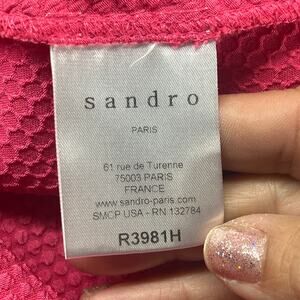 sandro
PARIS
61 rue de Turenne
75003 PARIS
FRANCE
www.sandro-paris.com
SMCP USA - RN 132784
R3981H